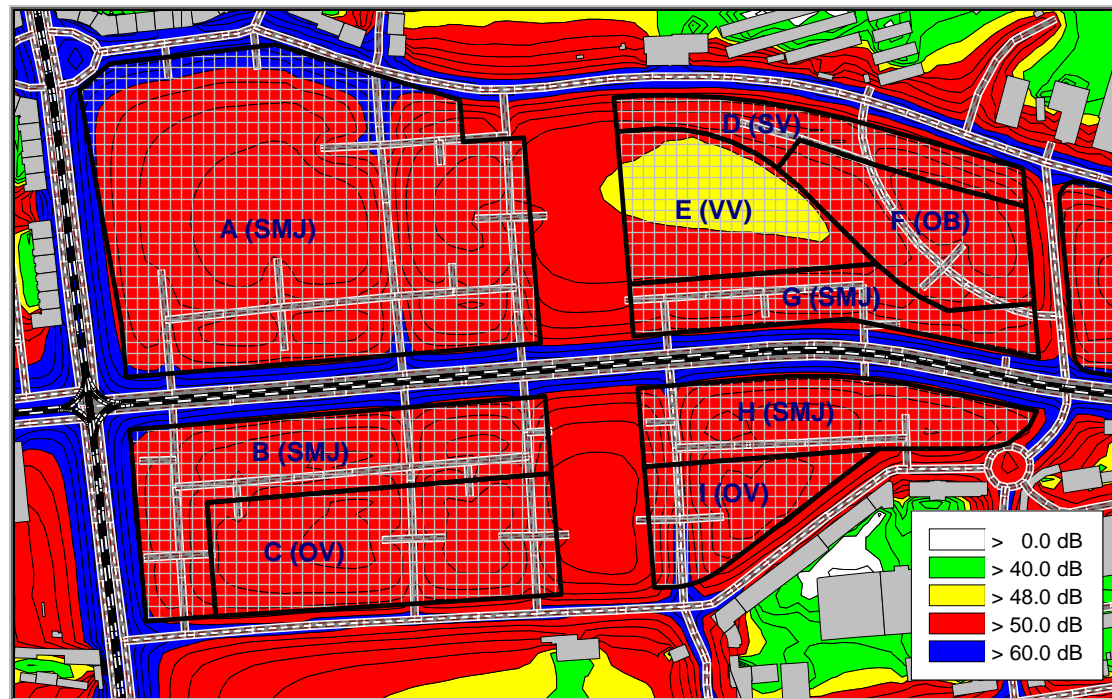 D (SV)
A (SMJ)
E (VV)
F (OB)
G (SMJ)
H (SMJ)
B (SMJ)
I (OV)
C (OV)
> 0.0 dB
> 40.0 dB
> 48.0 dB
> 50.0 dB
> 60.0 dB